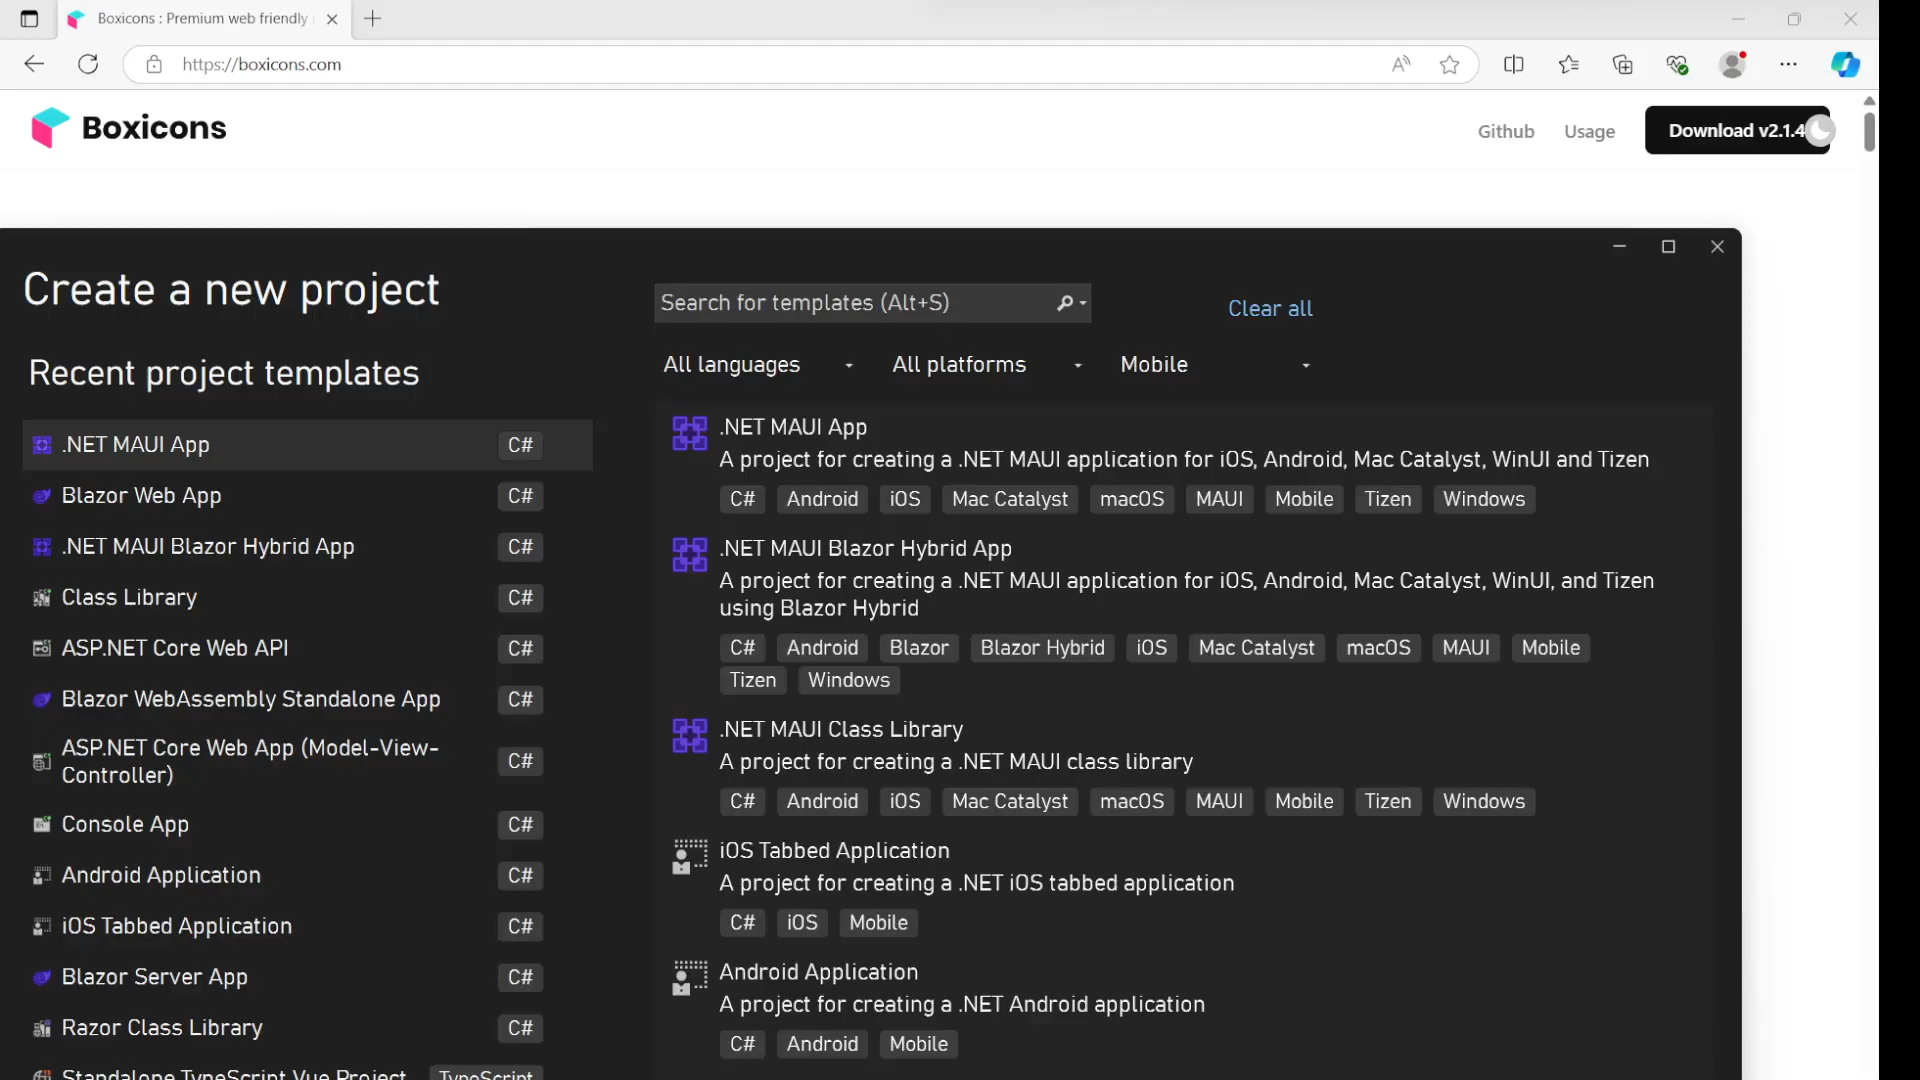 Boxicons : Premium web friendly
https://boxicons.com
Boxicons
Github
Usage
Download v2.1.4
Create a new project
Search for templates (Alt+S)
Clear all
Recent project templates
All languages
All platforms
Mobile
.NET MAUI App C#
Blazor Web App C#
.NET MAUI Blazor Hybrid App C#
Class Library C#
ASP.NET Core Web API C#
Blazor WebAssembly Standalone App C#
ASP.NET Core Web App (Model-View-
Controller) C#
Console App C#
Android Application C#
iOS Tabbed Application C#
Blazor Server App C#
Razor Class Library C#
Standalone TypeScript Vue Project TypeScript
.NET MAUI App
A project for creating a .NET MAUI application for iOS, Android, Mac Catalyst, WinUI and Tizen
C# Android iOS Mac Catalyst macOS MAUI Mobile Tizen Windows
.NET MAUI Blazor Hybrid App
A project for creating a .NET MAUI application for iOS, Android, Mac Catalyst, WinUI, and Tizen
using Blazor Hybrid
C# Android Blazor Blazor Hybrid iOS Mac Catalyst macOS MAUI Mobile
Tizen Windows
.NET MAUI Class Library
A project for creating a .NET MAUI class library
C# Android iOS Mac Catalyst macOS MAUI Mobile Tizen Windows
iOS Tabbed Application
A project for creating a .NET iOS tabbed application
C# iOS Mobile
Android Application
A project for creating a .NET Android application
C# Android Mobile